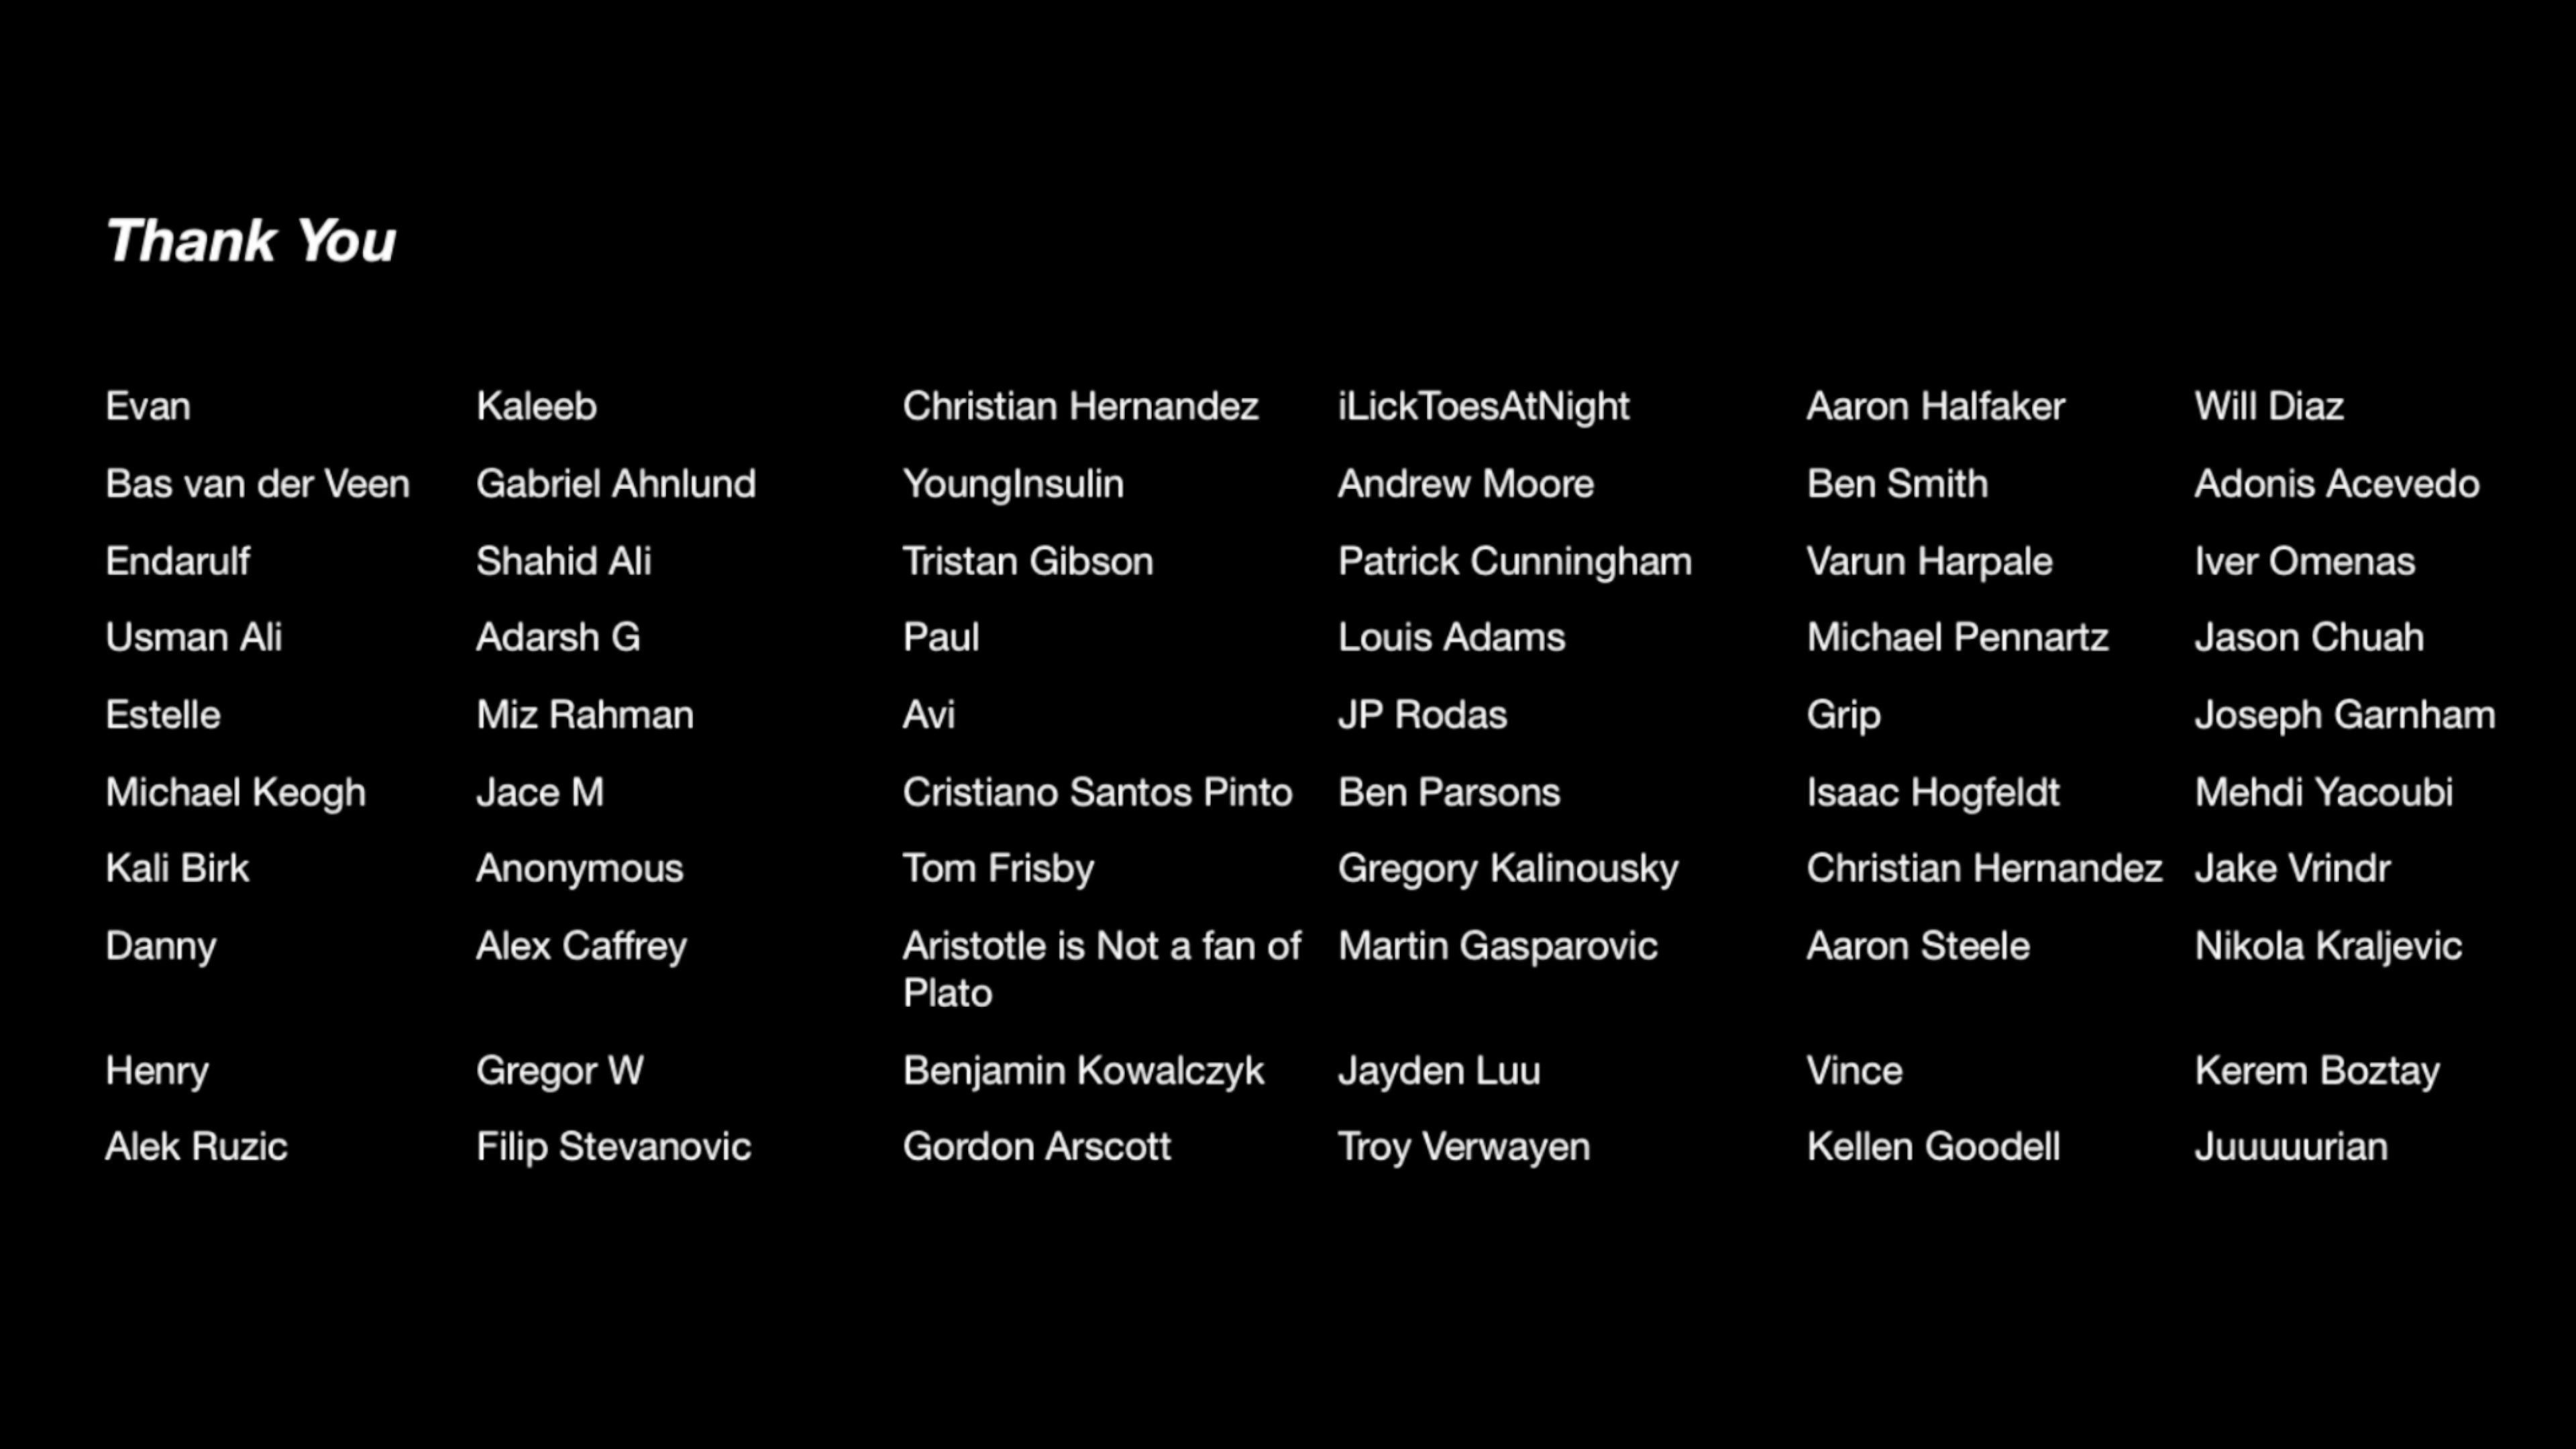 Thank You
Evan Kaleeb Christian Hernandez iLickToesAtNight Aaron Halfaker Will Diaz
Bas van der Veen Gabriel Ahnlund YoungInsulin Andrew Moore Ben Smith Adonis Acevedo
Endarulf Shahid Ali Tristan Gibson Patrick Cunningham Varun Harpale Iver Omenas
Usman Ali Adarsh G Paul Louis Adams Michael Pennartz Jason Chuah
Estelle Miz Rahman Avi JP Rodas Grip Joseph Garnham
Michael Keogh Jace M Cristiano Santos Pinto Ben Parsons Isaac Hogfeldt Mehdi Yacoubi
Kali Birk Anonymous Tom Frisby Gregory Kalinousky Christian Hernandez Jake Vrindr
Danny Alex Caffrey Aristotle is Not a fan of Martin Gasparovic Aaron Steele Nikola Kraljevic
Plato
Henry Gregor W Benjamin Kowalczyk Jayden Luu Vince Kerem Boztay
Alek Ruzic Filip Stevanovic Gordon Arscott Troy Verwayen Kellen Goodell Juuuuurian